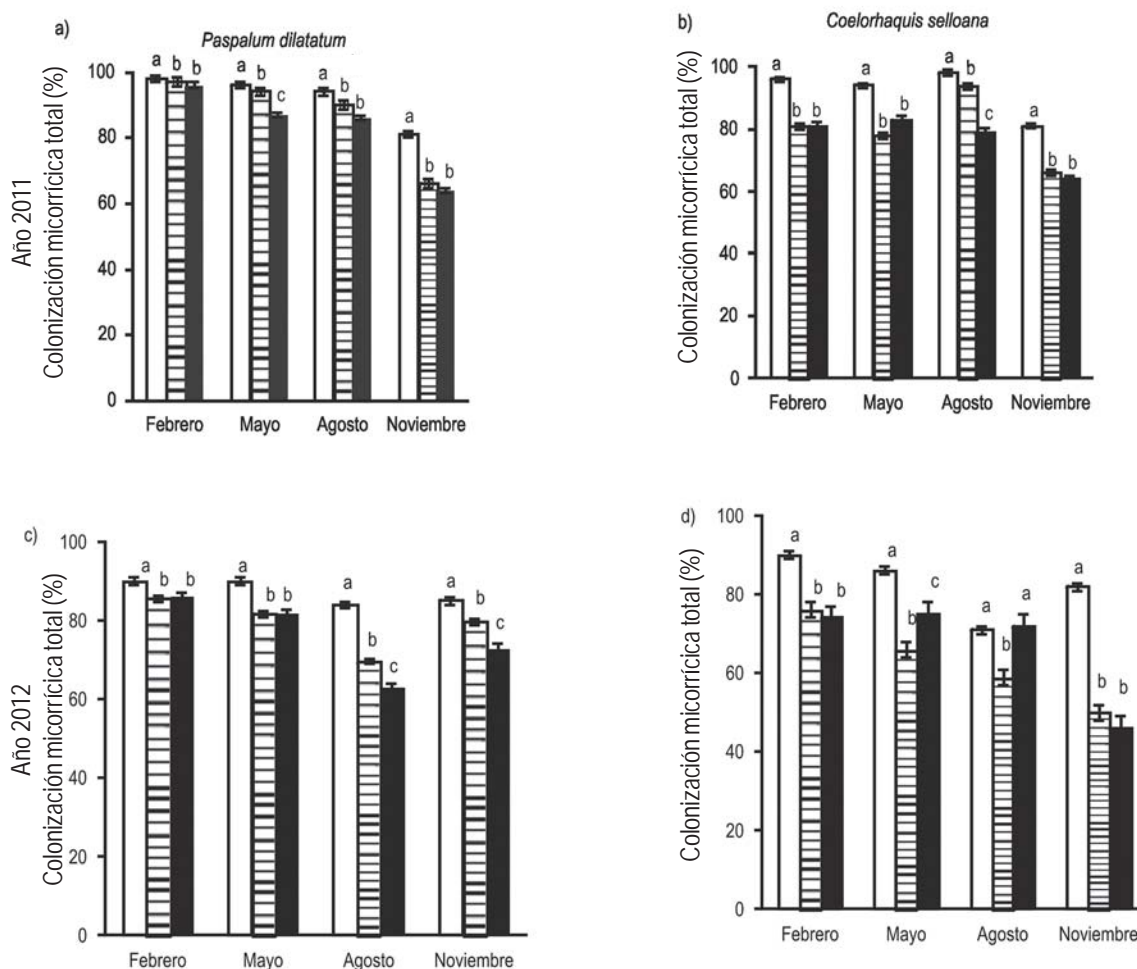 a)
Paspalum dilatatum
Año 2011
Colonización micorrícica total (%)
100
80
60
40
20
0
a b b
a b c
a b b
a b b
Febrero Mayo Agosto Noviembre
b)
Coelorhaquis selloana
Colonización micorrícica total (%)
100
80
60
40
20
0
a b b
a b b
a b c
a b b
Febrero Mayo Agosto Noviembre
c)
Año 2012
Colonización micorrícica total (%)
100
80
60
40
20
0
a b b
a b b
a b c
a b c
Febrero Mayo Agosto Noviembre
d)
Colonización micorrícica total (%)
100
80
60
40
20
0
a b b
a b c
a b a
a b b
Febrero Mayo Agosto Noviembre